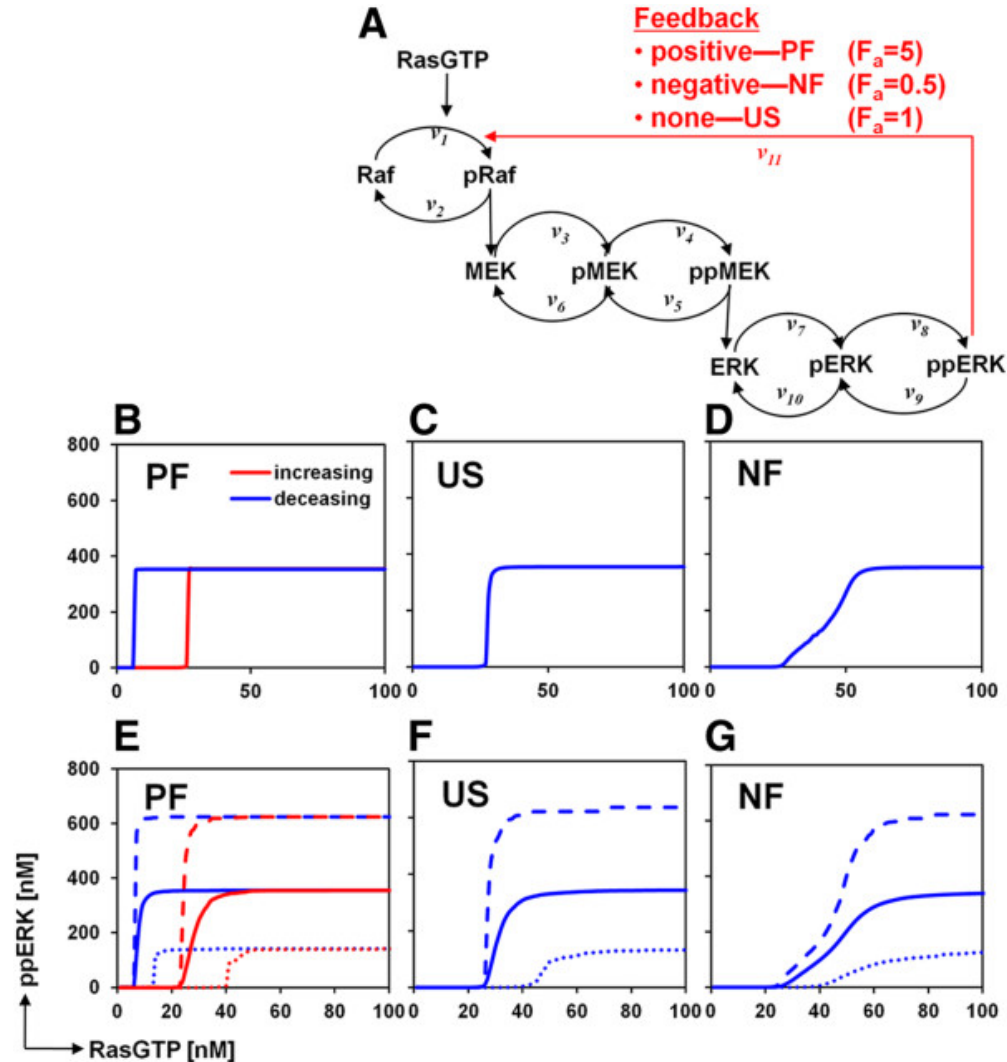 A
Feedback
• positive—PF (Fa=5)
• negative—NF (Fa=0.5)
• none—US (Fa=1)
RasGTP
v1
v11
Raf pRaf
v2
v3 v4
MEK pMEK ppMEK
v6 v5
v7 v8
ERK pERK ppERK
v10 v9
B C D
800
600
400
200
0
PF
increasing
deceasing
US
NF
0 50 100
0 50 100
0 50 100
E F G
800
600
400
200
0
PF
US
NF
0 20 40 60 80 100
0 20 40 60 80 100
0 20 40 60 80 100
ppERK [nM]
RasGTP [nM]